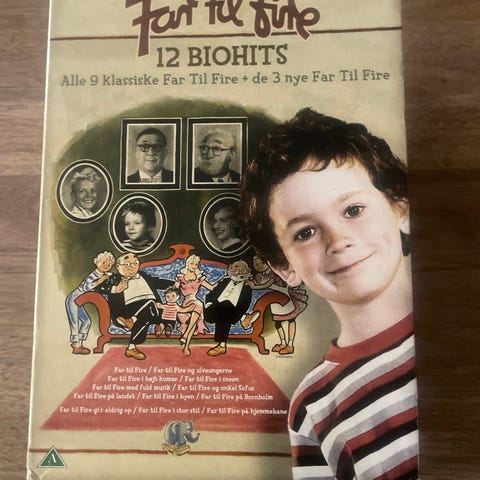 Far til fire
12 BIOHITS
Alle 9 klassiske Far Til Fire + de 3 nye Far Til Fire
Far til Fire / Far til Fire og ulveungerne
Far til Fire i højt humør / Far til Fire i sneen
Far til Fire med fuld musik / Far til Fire og onkel Sofus
Far til Fire på landet / Far til Fire i byen / Far til Fire på Bornholm
Far til Fire gi'r aldrig op / Far til Fire i stor stil / Far til Fire på hjemmebane
A